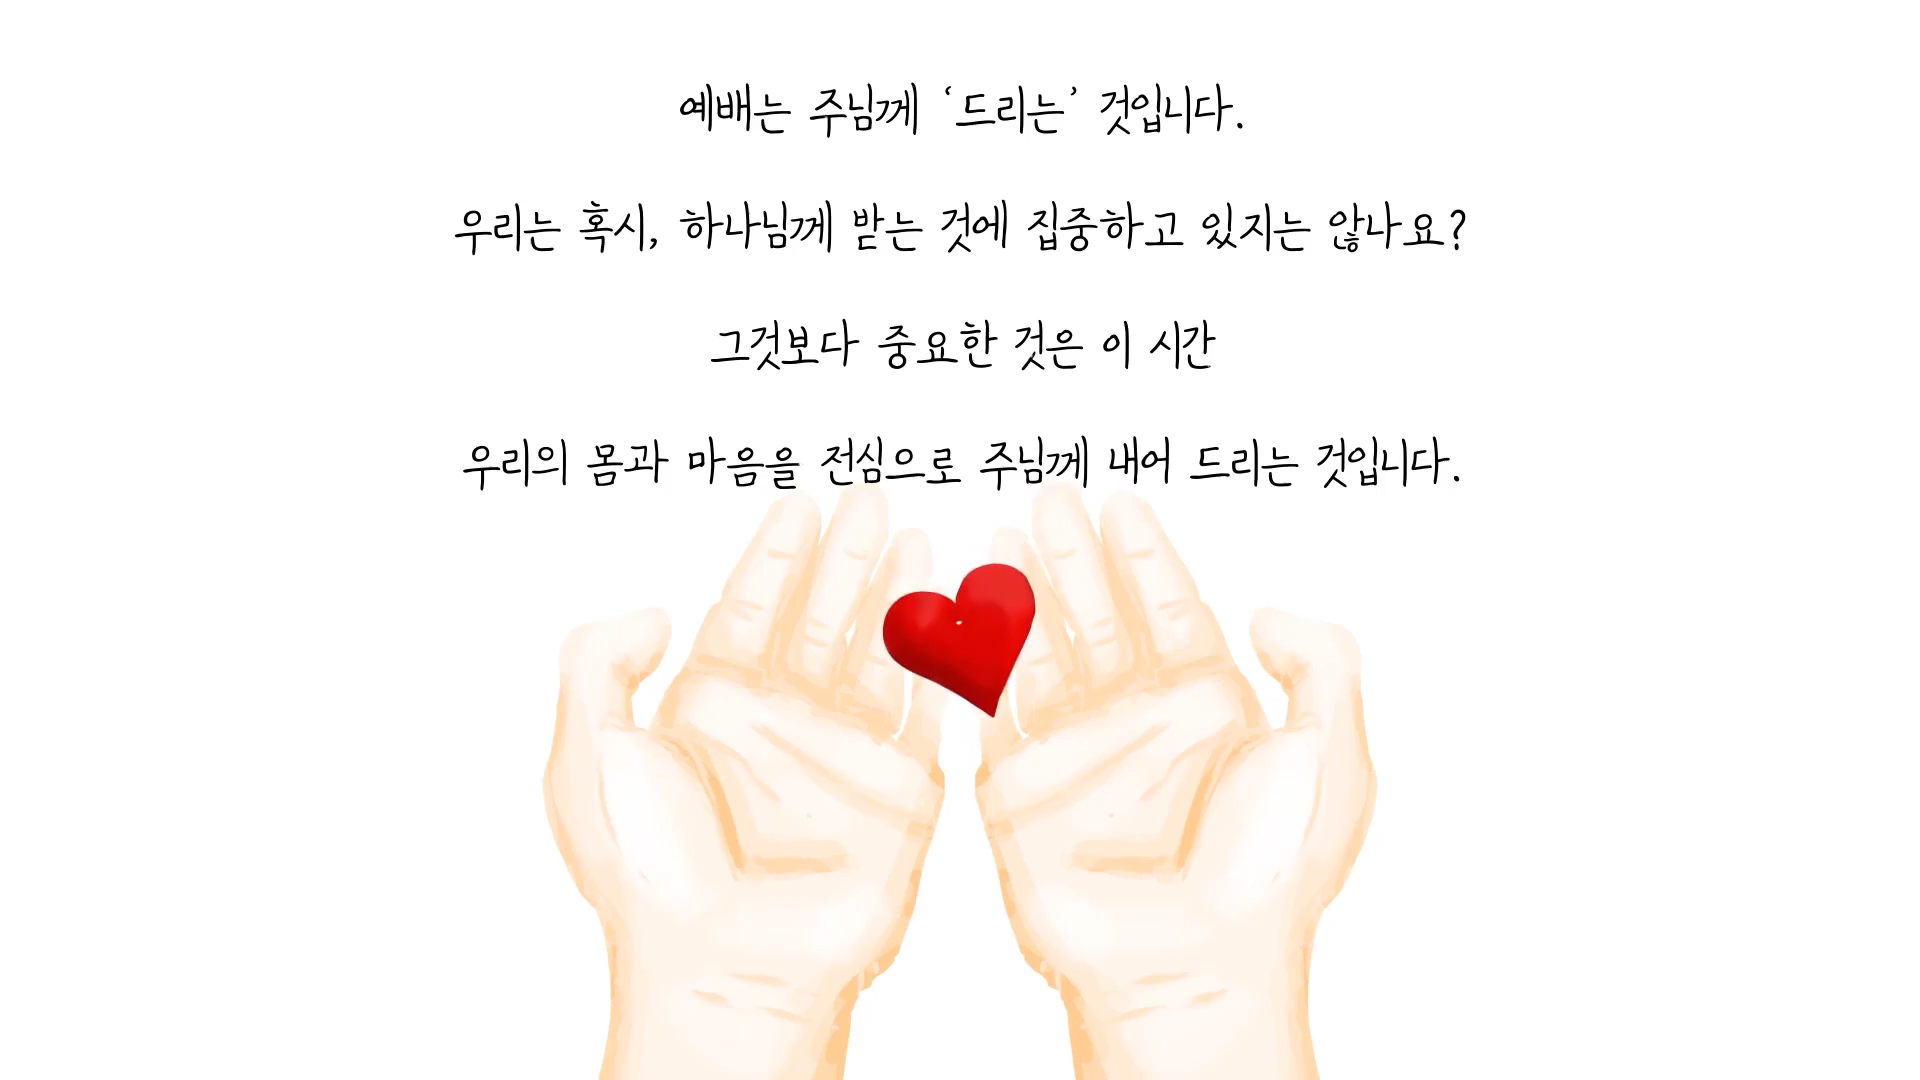 예배는 주님께 ‘드리는’ 것입니다.
우리는 혹시, 하나님께 받는 것에 집중하고 있지는 않나요?
그것보다 중요한 것은 이 시간
우리의 몸과 마음을 전심으로 주님께 내어 드리는 것입니다.